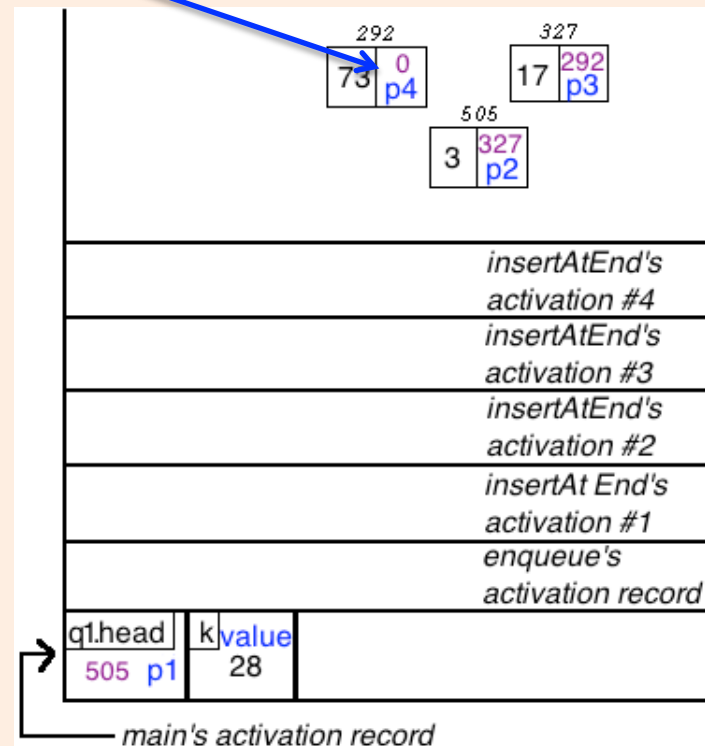 292
327
73 0
p4
17 292
p3
505
3 327
p2
insertAtEnd's
activation #4
insertAtEnd's
activation #3
insertAtEnd's
activation #2
insertAt End's
activation #1
enqueue's
activation record
q1.head k value
505 p1 28
main's activation record